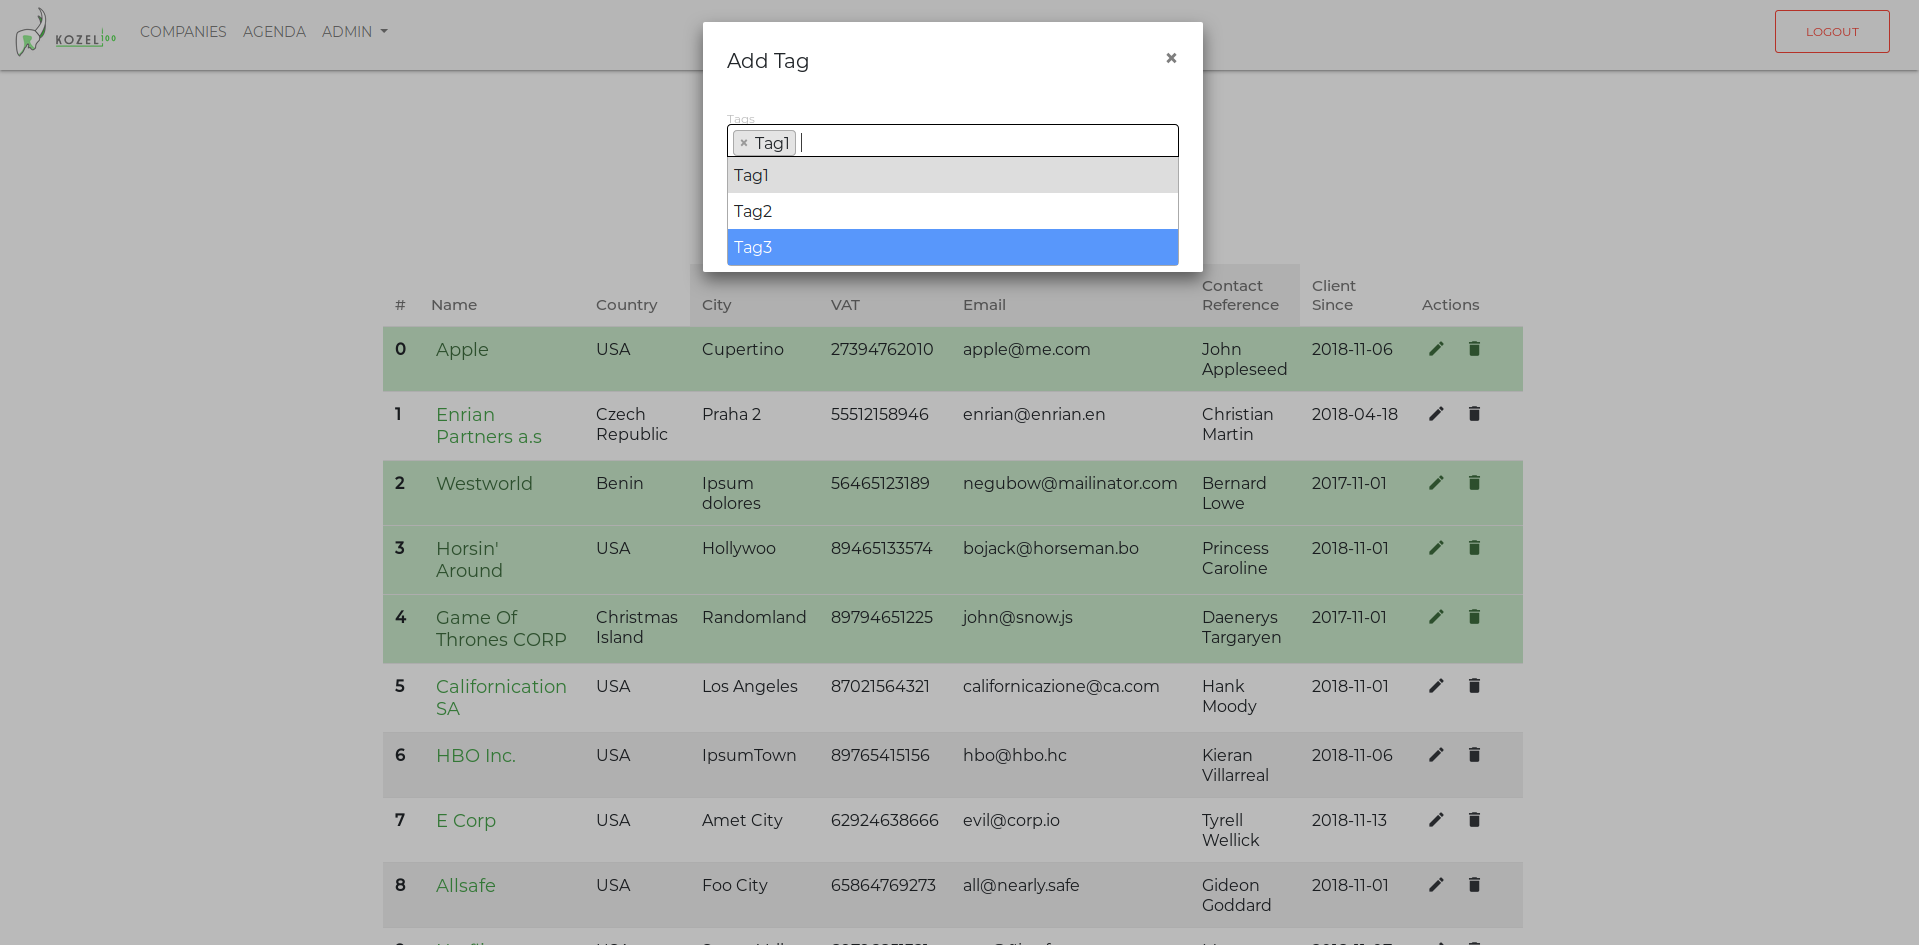 KOZEL 100 COMPANIES AGENDA ADMIN LOGOUT
Add Tag ×
Tags
× Tag1
Tag1
Tag2
Tag3
# Name Country City VAT Email Contact Reference Client Since Actions
0 Apple USA Cupertino 27394762010 apple@me.com John Appleseed 2018-11-06
1 Enrian Partners a.s Czech Republic Praha 2 55512158946 enrian@enrian.en Christian Martin 2018-04-18
2 Westworld Benin Ipsum dolores 56465123189 negubow@mailinator.com Bernard Lowe 2017-11-01
3 Horsin' Around USA Hollywoo 89465133574 bojack@horseman.bo Princess Caroline 2018-11-01
4 Game Of Thrones CORP Christmas Island Randomland 89794651225 john@snow.js Daenerys Targaryen 2017-11-01
5 Californication SA USA Los Angeles 87021564321 californicazione@ca.com Hank Moody 2018-11-01
6 HBO Inc. USA IpsumTown 89765415156 hbo@hbo.hc Kieran Villarreal 2018-11-06
7 E Corp USA Amet City 62924638666 evil@corp.io Tyrell Wellick 2018-11-13
8 Allsafe USA Foo City 65864769273 all@nearly.safe Gideon Goddard 2018-11-01